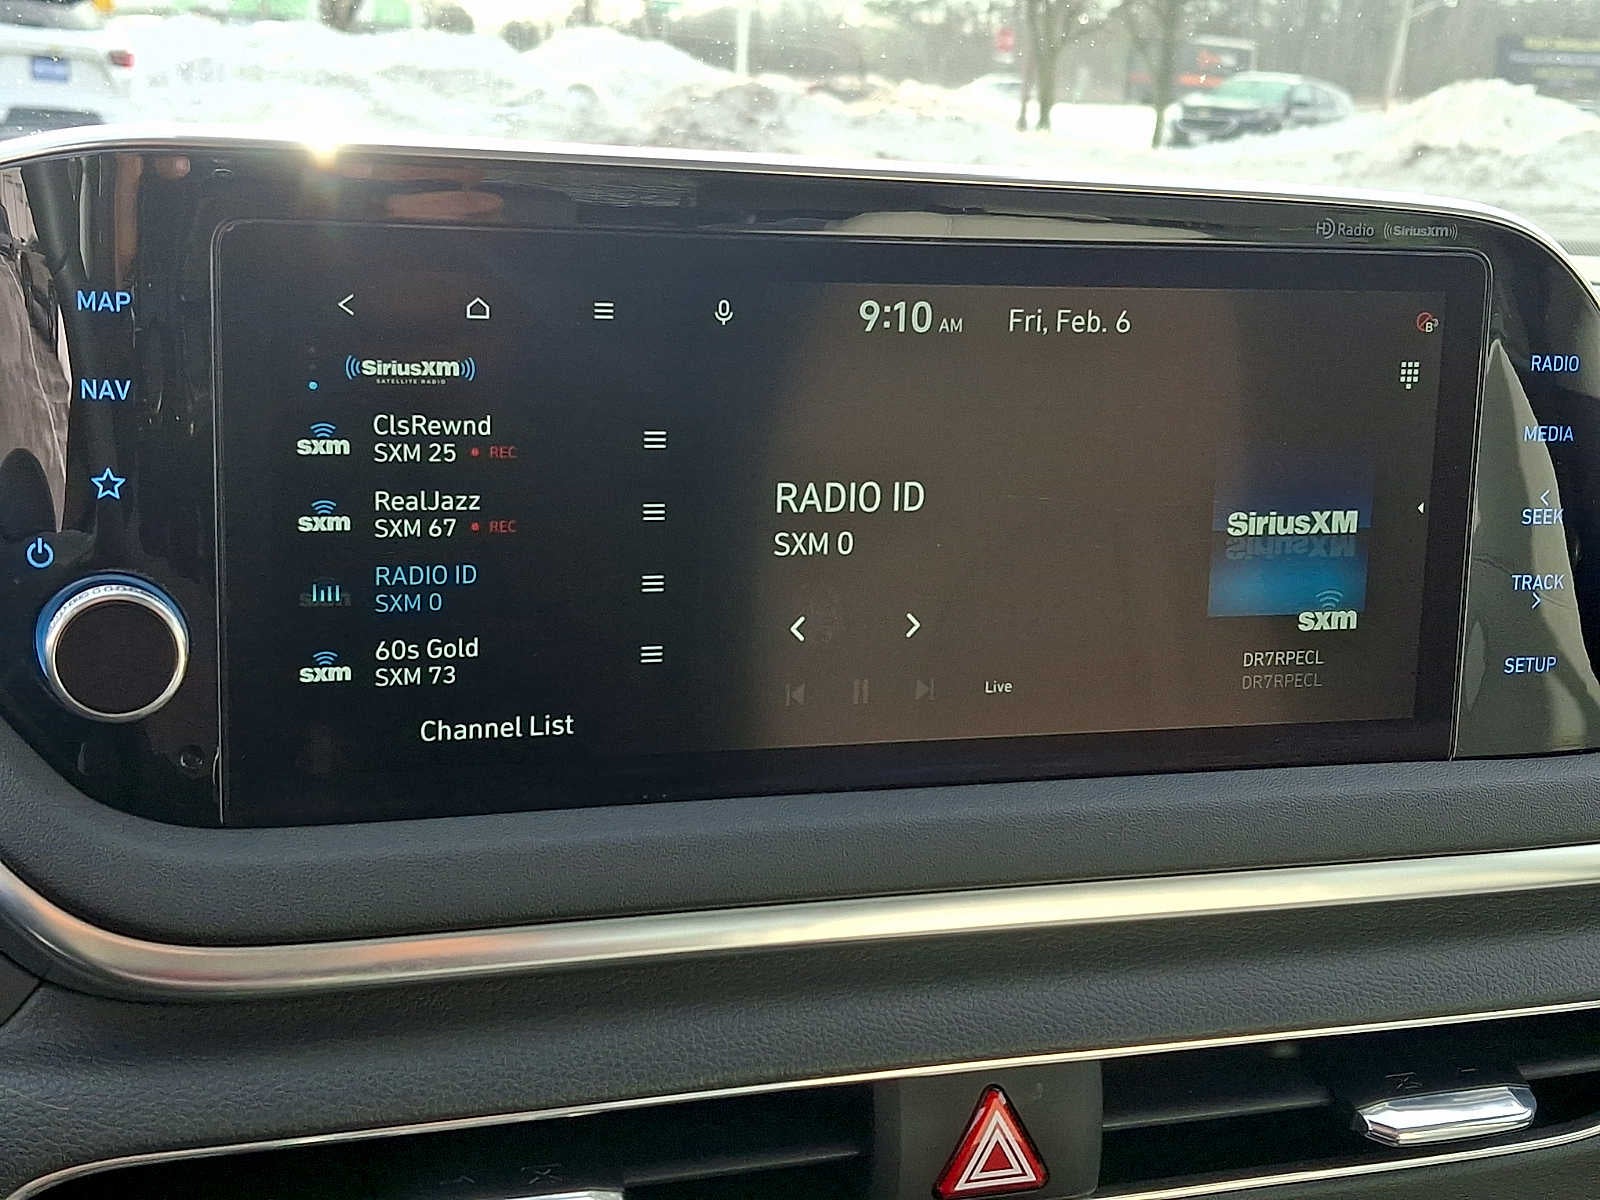 HD Radio ((SiriusXM))
MAP
NAV
9:10 AM Fri, Feb. 6
B
SiriusXM
SATELLITE RADIO
sxm
ClsRewnd
SXM 25 • REC
sxm
RealJazz
SXM 67 • REC
RADIO ID
SXM 0
sxm
60s Gold
SXM 73
Channel List
RADIO ID
SXM 0
Live
SiriusXM
sxm
DR7RPECL
DR7RPECL
RADIO
MEDIA
< SEEK
TRACK >
SETUP